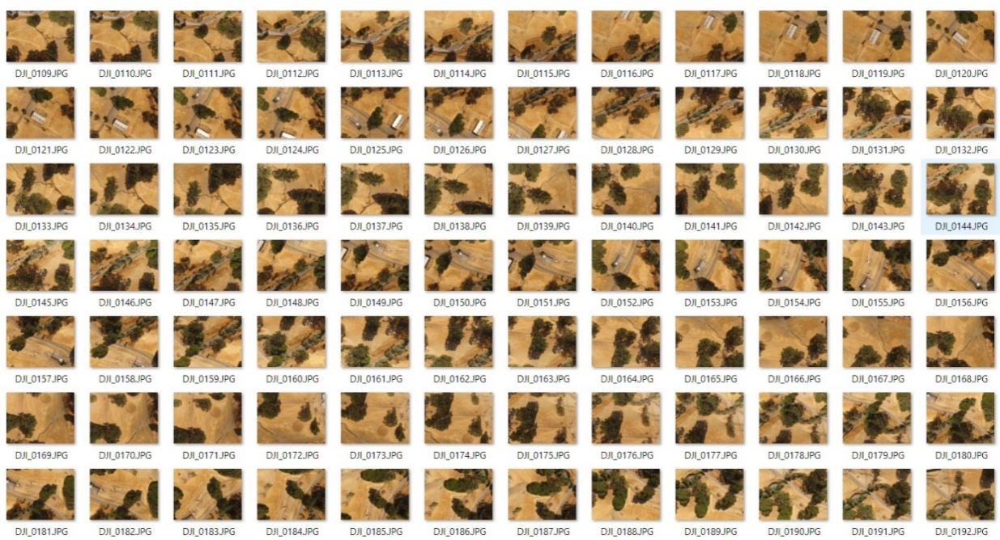 DJI_0109.JPG DJI_0110.JPG DJI_0111.JPG DJI_0112.JPG DJI_0113.JPG DJI_0114.JPG DJI_0115.JPG DJI_0116.JPG DJI_0117.JPG DJI_0118.JPG DJI_0119.JPG DJI_0120.JPG
DJI_0121.JPG DJI_0122.JPG DJI_0123.JPG DJI_0124.JPG DJI_0125.JPG DJI_0126.JPG DJI_0127.JPG DJI_0128.JPG DJI_0129.JPG DJI_0130.JPG DJI_0131.JPG DJI_0132.JPG
DJI_0133.JPG DJI_0134.JPG DJI_0135.JPG DJI_0136.JPG DJI_0137.JPG DJI_0138.JPG DJI_0139.JPG DJI_0140.JPG DJI_0141.JPG DJI_0142.JPG DJI_0143.JPG DJI_0144.JPG
DJI_0145.JPG DJI_0146.JPG DJI_0147.JPG DJI_0148.JPG DJI_0149.JPG DJI_0150.JPG DJI_0151.JPG DJI_0152.JPG DJI_0153.JPG DJI_0154.JPG DJI_0155.JPG DJI_0156.JPG
DJI_0157.JPG DJI_0158.JPG DJI_0159.JPG DJI_0160.JPG DJI_0161.JPG DJI_0162.JPG DJI_0163.JPG DJI_0164.JPG DJI_0165.JPG DJI_0166.JPG DJI_0167.JPG DJI_0168.JPG
DJI_0169.JPG DJI_0170.JPG DJI_0171.JPG DJI_0172.JPG DJI_0173.JPG DJI_0174.JPG DJI_0175.JPG DJI_0176.JPG DJI_0177.JPG DJI_0178.JPG DJI_0179.JPG DJI_0180.JPG
DJI_0181.JPG DJI_0182.JPG DJI_0183.JPG DJI_0184.JPG DJI_0185.JPG DJI_0186.JPG DJI_0187.JPG DJI_0188.JPG DJI_0189.JPG DJI_0190.JPG DJI_0191.JPG DJI_0192.JPG